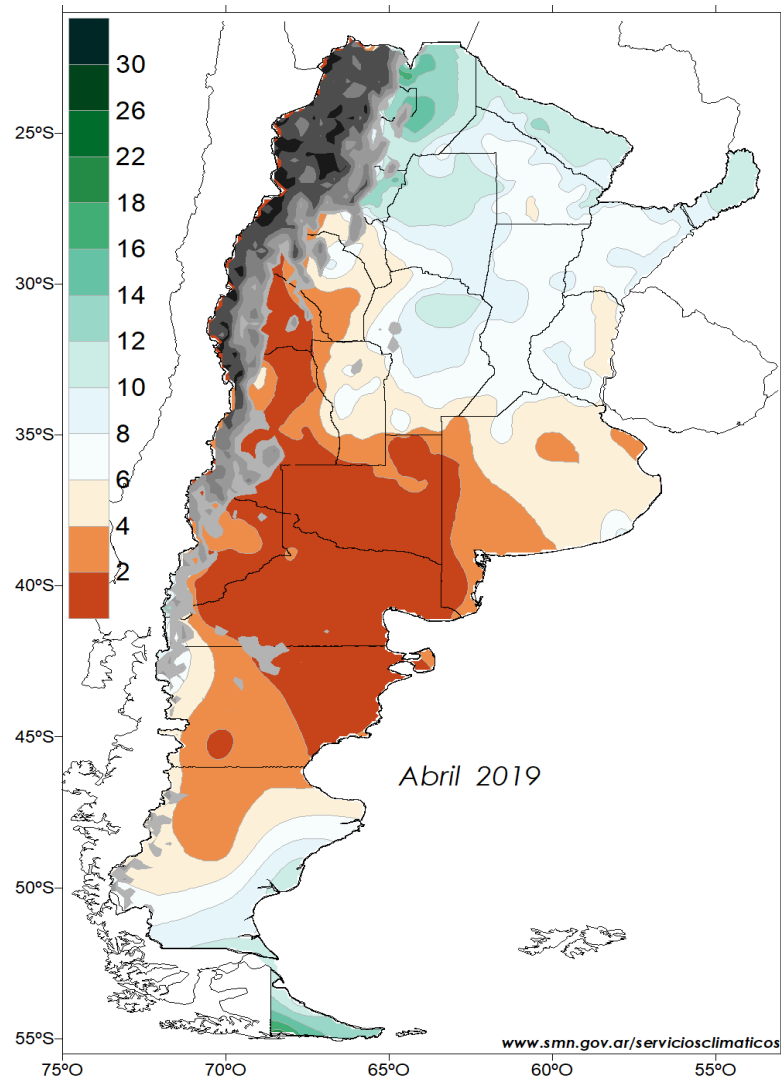 30
26
22
18
16
14
12
10
8
6
4
2
25ºS
30ºS
35ºS
40ºS
45ºS
50ºS
55ºS
Abril 2019
www.smn.gov.ar/serviciosclimaticos
75ºO
70ºO
65ºO
60ºO
55ºO